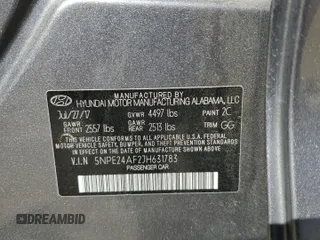 MANUFACTURED BY
HYUNDAI MOTOR MANUFACTURING ALABAMA, LLC
Jul/27/17 GVWR 4497 lbs PAINT 2C
GAWR FRONT 2557 lbs GAWR REAR 2513 lbs TRIM GG
THIS VEHICLE CONFORMS TO ALL APPLICABLE FEDERAL MOTOR VEHICLE SAFETY, BUMPER AND THEFT PREVENTION STANDARDS IN EFFECT ON THE DATE OF MANUFACTURE SHOWN ABOVE.
V.I.N 5NPE24AF2JH631783
PASSENGER CAR
DREAMBID